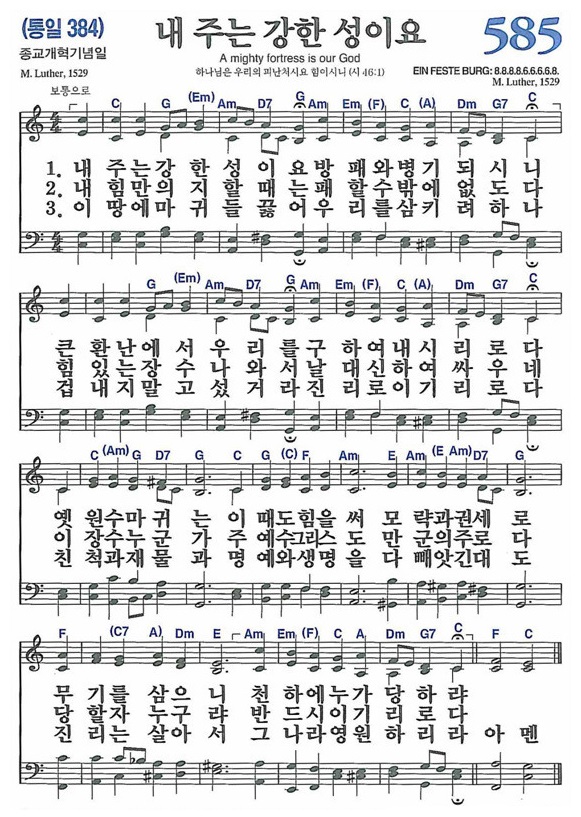 (통일 384) 내 주는 강한 성이요 585
종교개혁기념일 A mighty fortress is our God
M. Luther, 1529 하나님은 우리의 피난처시요 힘이시니 (시 46:1) EIN FESTE BURG: 8.8.8.8.6.6.6.6.8.
M. Luther, 1529
보통으로
C G (Em) Am D7 G Am Em (F) C (A) Dm G7 C
1. 내 주는강 한 성 이 요방 패와병기 되 시 니
2. 내 힘만의 지할 때 는패 할수밖에 없 도 다
3. 이 땅에마 귀 들 끓 어우 리 를삼키 려 하 나
G (Em) Am D7 G Am Em (F) C (A) Dm G7 C
큰 환 난에 서 우 리 를구 하여내시 리 로 다
힘 있 는장 수 나 와 서날 대신하여 싸 우 네
겁 내지말 고 섰 거 라진 리로이기 리 로 다
C (Am) G D7 G G (C) F Am E Am (E Am) D7 G
옛 원수마 귀 는 이 때도힘을 써 모 략과권세 로
이 장수누 군 가 주 예수그리스 도 만 군의주로 다
친 척과재 물 과 명 예와생명을 다 빼앗긴대 도
F (C7 A) Dm E Am Em (F) C A Dm G7 C F C
무 기를 삼으 니 천 하에누가 당 하 랴
당 할자 누구 랴 반 드시이기 리 로 다
진 리는 살아 서 그 나라영원 하 리 라 아 멘